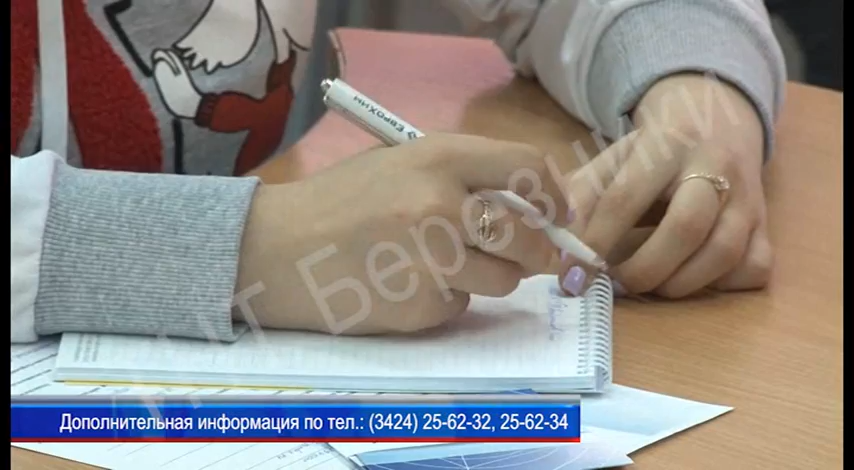 ЕвроХим
Березники
Дополнительная информация по тел.: (3424) 25-62-32, 25-62-34